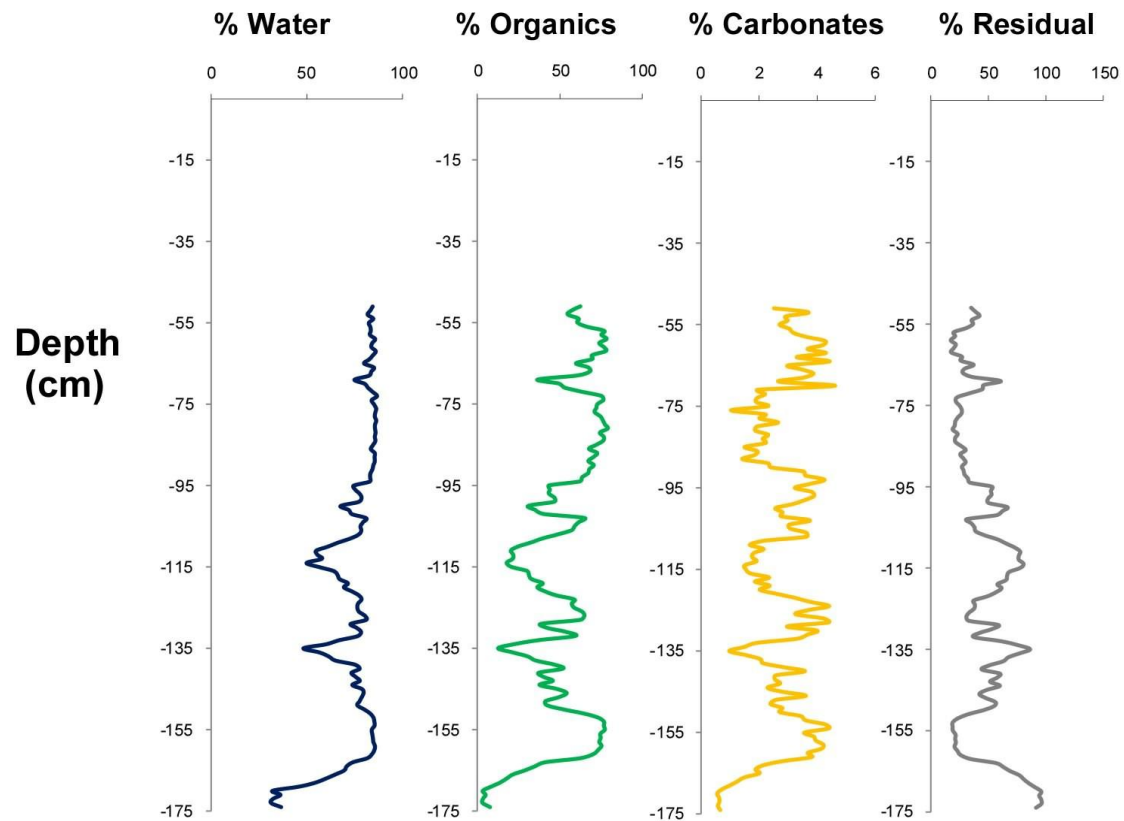 % Water % Organics % Carbonates % Residual
0 50 100 0 50 100 0 2 4 6 0 50 100 150
-15 -15 -15 -15
-35 -35 -35 -35
-55 -55 -55 -55
Depth
(cm)
-75 -75 -75 -75
-95 -95 -95 -95
-115 -115 -115 -115
-135 -135 -135 -135
-155 -155 -155 -155
-175 -175 -175 -175